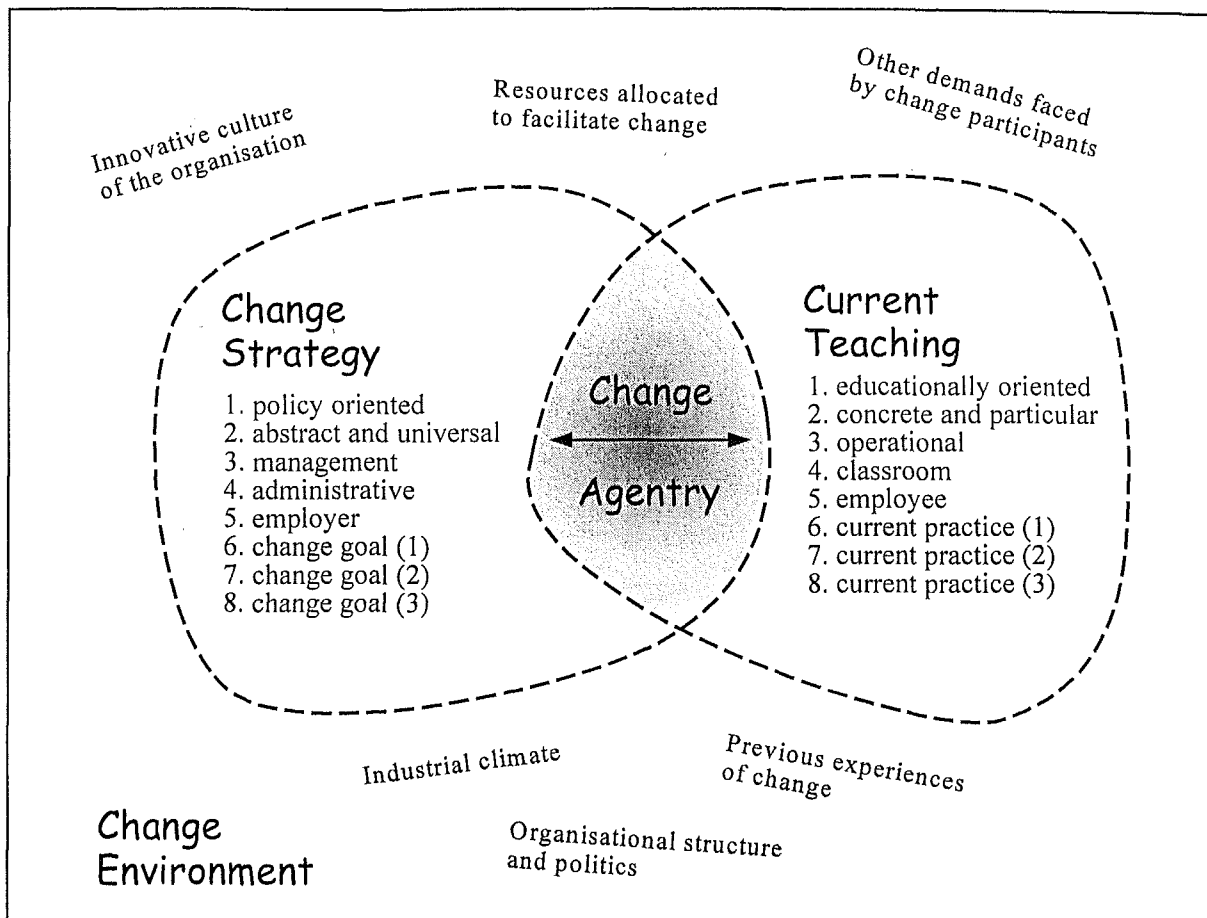 Innovative culture
of the organisation
Resources allocated
to facilitate change
Other demands faced
by change participants
Change
Strategy
1. policy oriented
2. abstract and universal
3. management
4. administrative
5. employer
6. change goal (1)
7. change goal (2)
8. change goal (3)
Change
Agentry
Current
Teaching
1. educationally oriented
2. concrete and particular
3. operational
4. classroom
5. employee
6. current practice (1)
7. current practice (2)
8. current practice (3)
Industrial climate
Previous experiences
of change
Organisational structure
and politics
Change
Environment